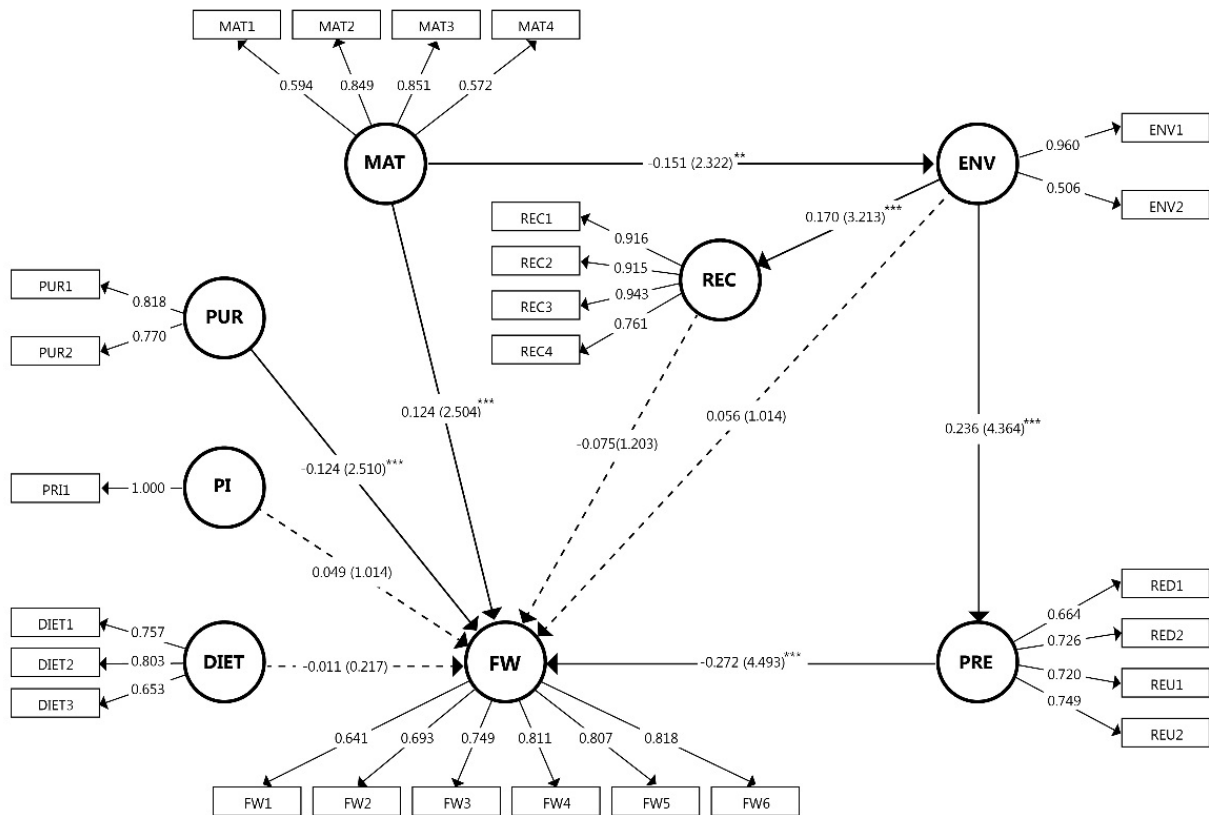 MAT1 MAT2 MAT3 MAT4
0.594 0.849 0.851 0.572
MAT
-0.151 (2.322)**
ENV
0.960
ENV1
0.506
ENV2
0.170 (3.213)***
REC1
0.916
REC2
0.915
REC3
0.943
REC4
0.761
REC
PUR1
0.818
PUR2
0.770
PUR
0.124 (2.504)***
-0.075(1.203)
0.056 (1.014)
0.236 (4.364)***
-0.124 (2.510)***
PRI1
1.000
PI
0.049 (1.014)
DIET1
0.757
DIET2
0.803
DIET3
0.653
DIET
-0.011 (0.217)
FW
-0.272 (4.493)***
PRE
0.664
RED1
0.726
RED2
0.720
REU1
0.749
REU2
0.641 0.693 0.749 0.811 0.807 0.818
FW1 FW2 FW3 FW4 FW5 FW6